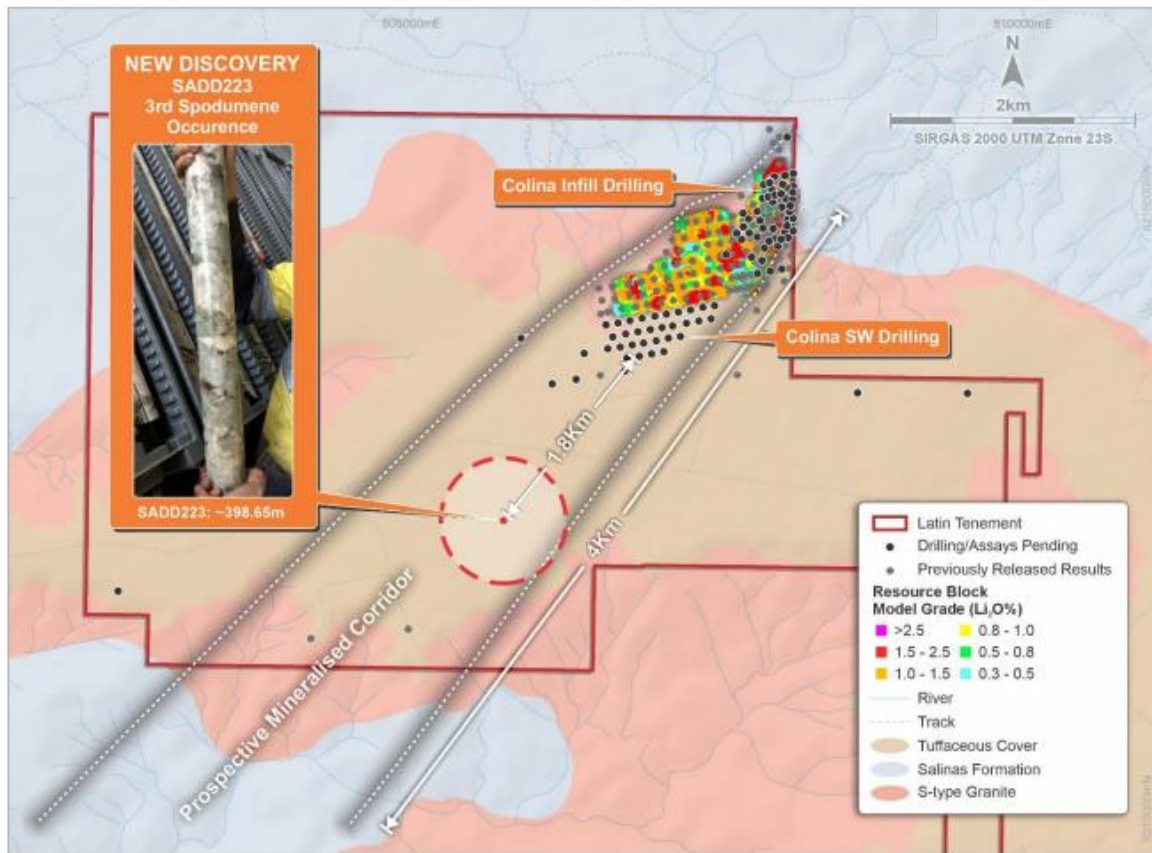 805000mE
810000mE
NEW DISCOVERY
SADD223
3rd Spodumene
Occurence
SADD223: ~398.65m
N
2km
SIRGAS 2000 UTM Zone 23S
Colina Infill Drilling
Colina SW Drilling
1.8Km
4Km
Prospective Mineralised Corridor
Latin Tenement
Drilling/Assays Pending
Previously Released Results
Resource Block
Model Grade (Li₂O%)
>2.5
0.8 - 1.0
1.5 - 2.5
0.5 - 0.8
1.0 - 1.5
0.3 - 0.5
River
Track
Tuffaceous Cover
Salinas Formation
S-type Granite